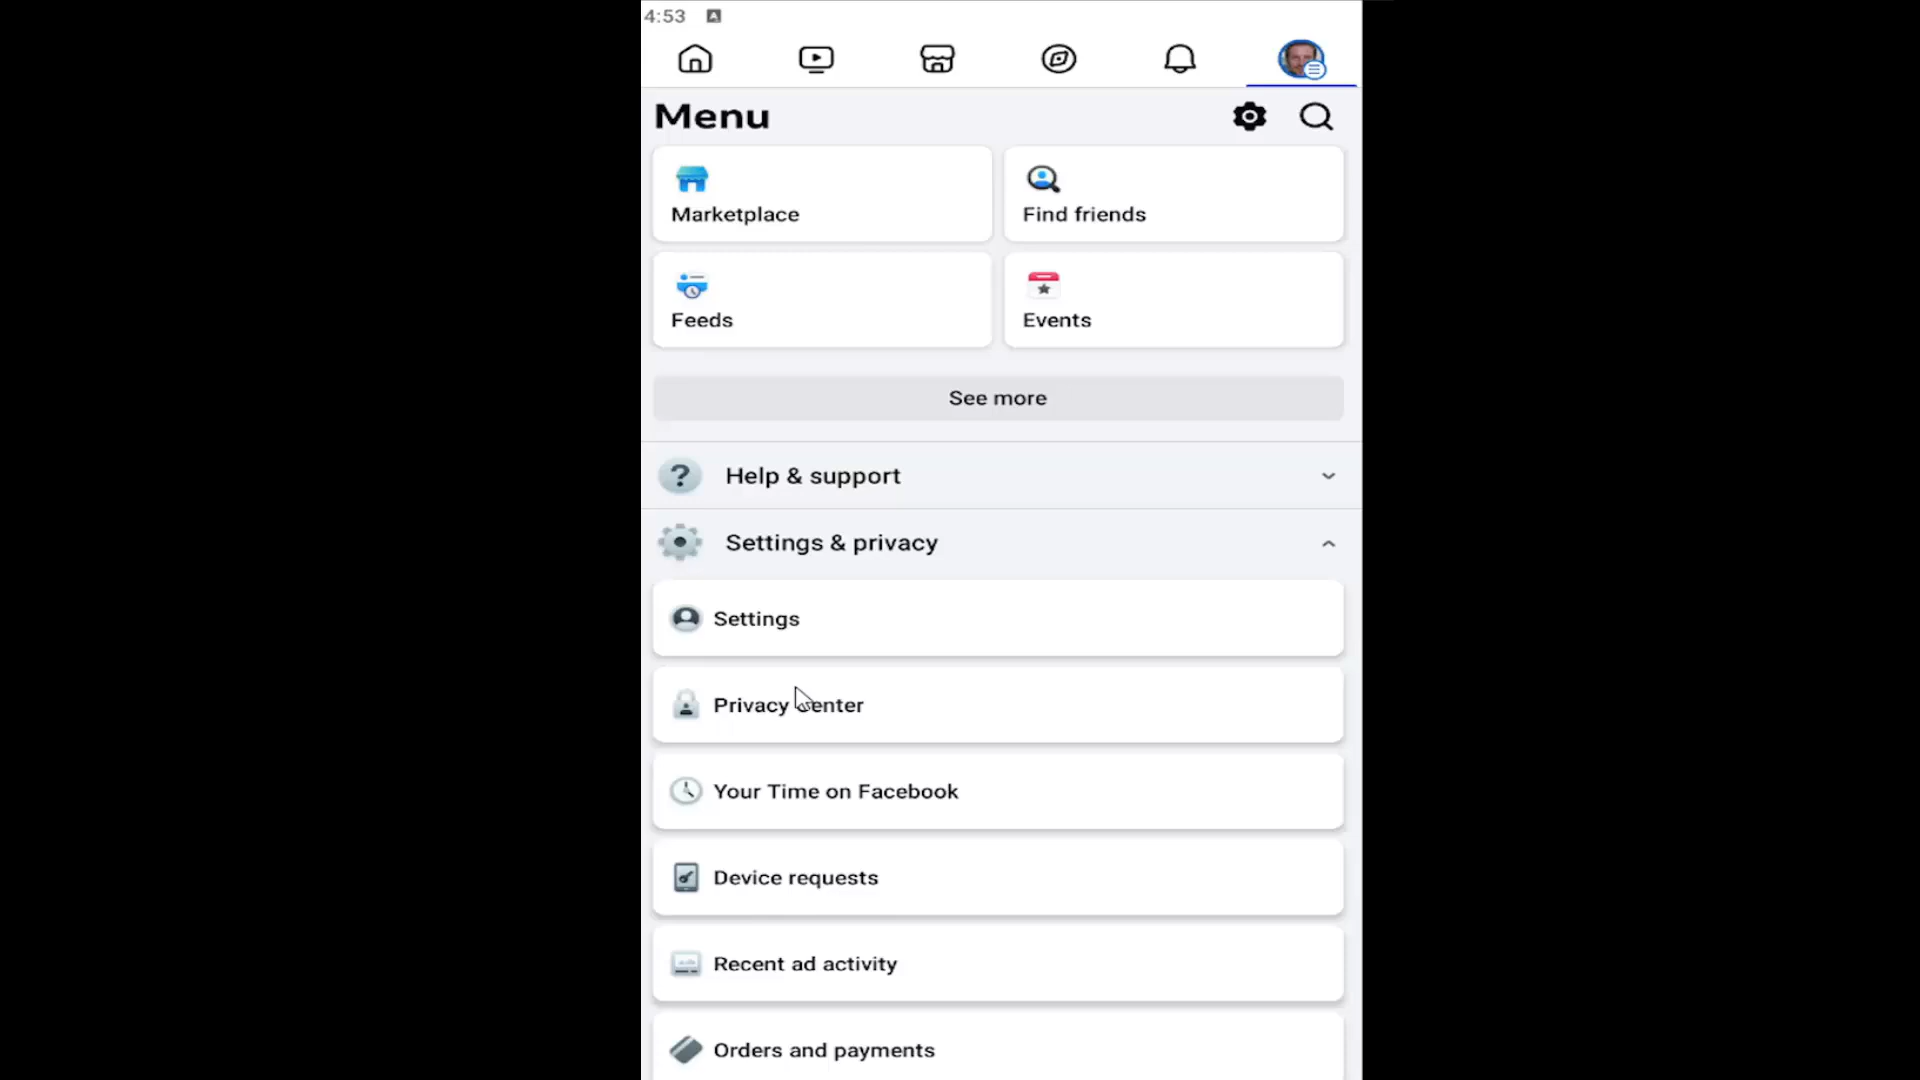 4:53
Menu
Marketplace
Find friends
Feeds
Events
See more
Help & support
Settings & privacy
Settings
Privacy Center
Your Time on Facebook
Device requests
Recent ad activity
Orders and payments